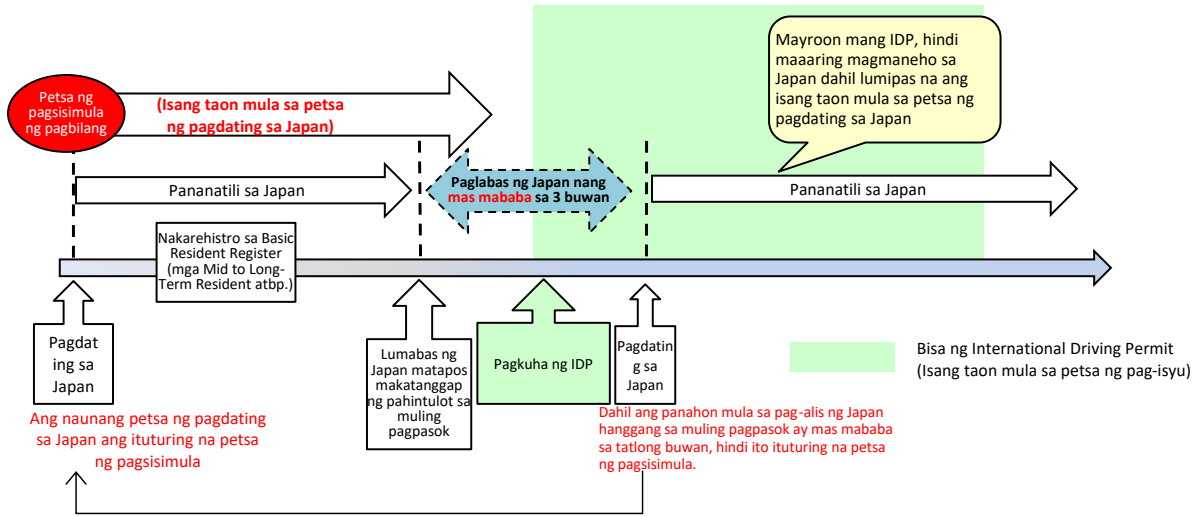 Mayroon mang IDP, hindi
maaaring magmaneho sa
Japan dahil lumipas na ang
isang taon mula sa petsa ng
pagdating sa Japan
Petsa ng
pagsisimula
ng pagbilang
(Isang taon mula sa petsa
ng pagdating sa Japan)
Pananatili sa Japan
Paglabas ng Japan nang
mas mababa sa 3 buwan
Pananatili sa Japan
Nakarehistro sa Basic
Resident Register
(mga Mid to Long-
Term Resident atbp.)
Pagdat
ing sa
Japan
Lumabas ng
Japan matapos
makatanggap
ng pahintulot sa
muling
pagpasok
Pagkuha ng IDP
Pagdatin
g sa
Japan
Bisa ng International Driving Permit
(Isang taon mula sa petsa ng pag-isyu)
Ang naunang petsa ng pagdating
sa Japan ang ituturing na petsa
ng pagsisimula
Dahil ang panahon mula sa pag-alis ng Japan
hanggang sa muling pagpasok ay mas mababa
sa tatlong buwan, hindi ito ituturing na petsa
ng pagsisimula.